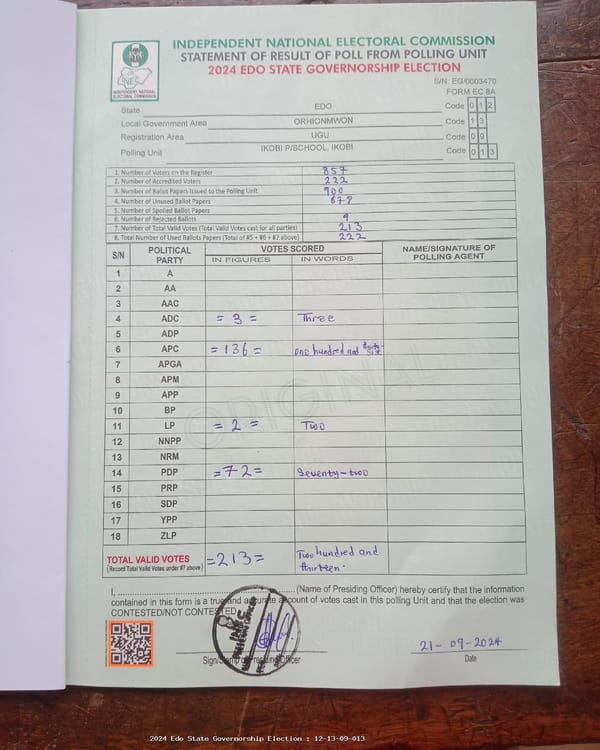 INDEPENDENT NATIONAL ELECTORAL COMMISSION
STATEMENT OF RESULT OF POLL FROM POLLING UNIT
2024 EDO STATE GOVERNORSHIP ELECTION
INDEPENDENT NATIONAL
ELECTORAL COMMISSION
S/N: EG/0003470
FORM EC 8A
State EDO Code 0 1 2
Local Government Area ORHIONMWON Code 1 3
Registration Area UGU Code 0 9
Polling Unit IKOBI P/SCHOOL, IKOBI Code 0 1 3
1. Number of Voters on the Register 857
2. Number of Accredited Voters 222
3. Number of Ballot Papers Issued to the Polling Unit 900
4. Number of Unused Ballot Papers 678
5. Number of Spoiled Ballot Papers
6. Number of Rejected Ballots 9
7. Number of Total Valid Votes (Total Valid Votes cast for all parties) 213
8. Total Number of Used Ballots Papers (Total of #5 + #6 + #7 above) 222
S/N POLITICAL PARTY VOTES SCORED NAME/SIGNATURE OF POLLING AGENT
IN FIGURES IN WORDS
1 A
2 AA
3 AAC
4 ADC = 3 = Three
5 ADP
6 APC = 136 = one hundred and
7 APGA
8 APM
9 APP
10 BP
11 LP = 2 = Two
12 NNPP
13 NRM
14 PDP = 72 = Seventy-two
15 PRP
16 SDP
17 YPP
18 ZLP
TOTAL VALID VOTES = 213 = Two hundred and
(Record Total Valid Votes under #7 above) thirteen.
I, (Name of Presiding Officer) hereby certify that the information
contained in this form is a true and accurate account of votes cast in this polling Unit and that the election was
CONTESTED/NOT CONTESTED
21-09-2024
Sign/Stamp of Presiding Officer Date
2024 Edo State Governorship Election : 12-13-09-013